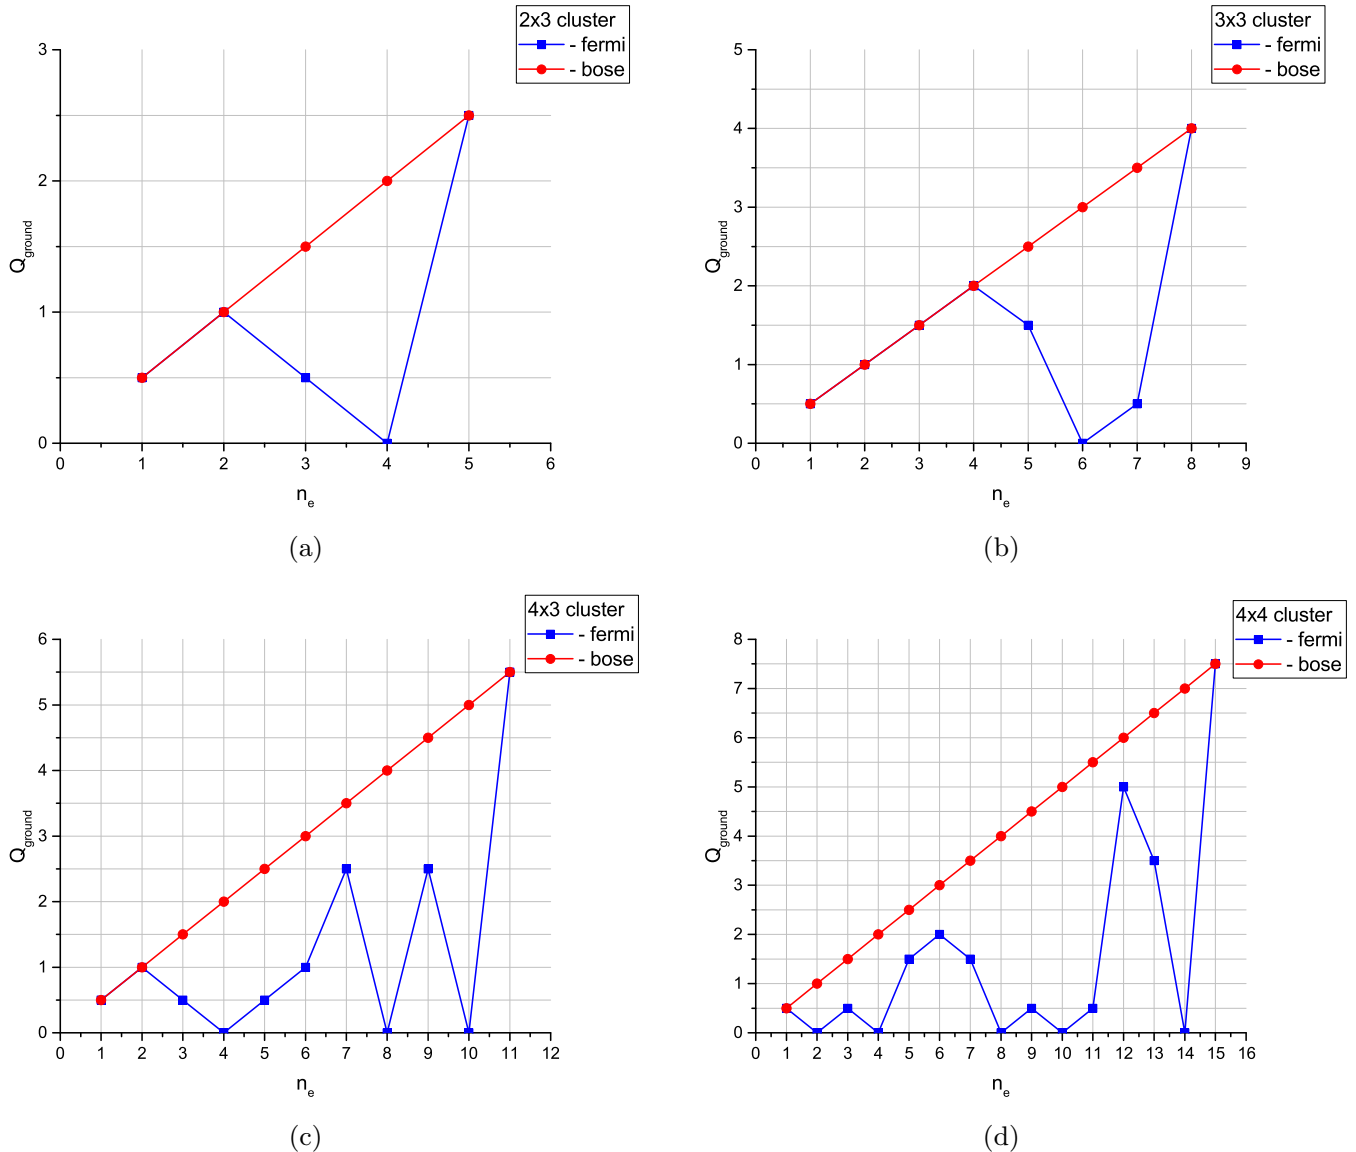 2x3 cluster
- fermi
- bose
3
2
1
0
Q_ground
0 1 2 3 4 5 6
n_e
(a)
3x3 cluster
- fermi
- bose
5
4
3
2
1
0
Q_ground
0 1 2 3 4 5 6 7 8 9
n_e
(b)
4x3 cluster
- fermi
- bose
6
5
4
3
2
1
0
Q_ground
0 1 2 3 4 5 6 7 8 9 10 11 12
n_e
(c)
4x4 cluster
- fermi
- bose
8
7
6
5
4
3
2
1
0
Q_ground
0 1 2 3 4 5 6 7 8 9 10 11 12 13 14 15 16
n_e
(d)